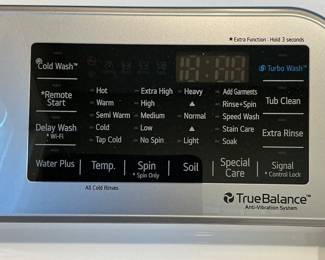 ★ Extra Function : Hold 3 seconds
Cold Wash™
18:88
Turbo Wash™
*Remote Start
Hot Extra High Heavy Add Garments
Warm High ▲ Rinse+Spin
Tub Clean
Semi Warm Medium Normal Speed Wash
Delay Wash
*Wi-Fi
Cold Low ▲ Stain Care
Extra Rinse
Tap Cold No Spin Light Soak
Water Plus
Temp.
Spin
*Spin Only
Soil
Special Care
Signal
*Control Lock
All Cold Rinses
TrueBalance™
Anti-Vibration System